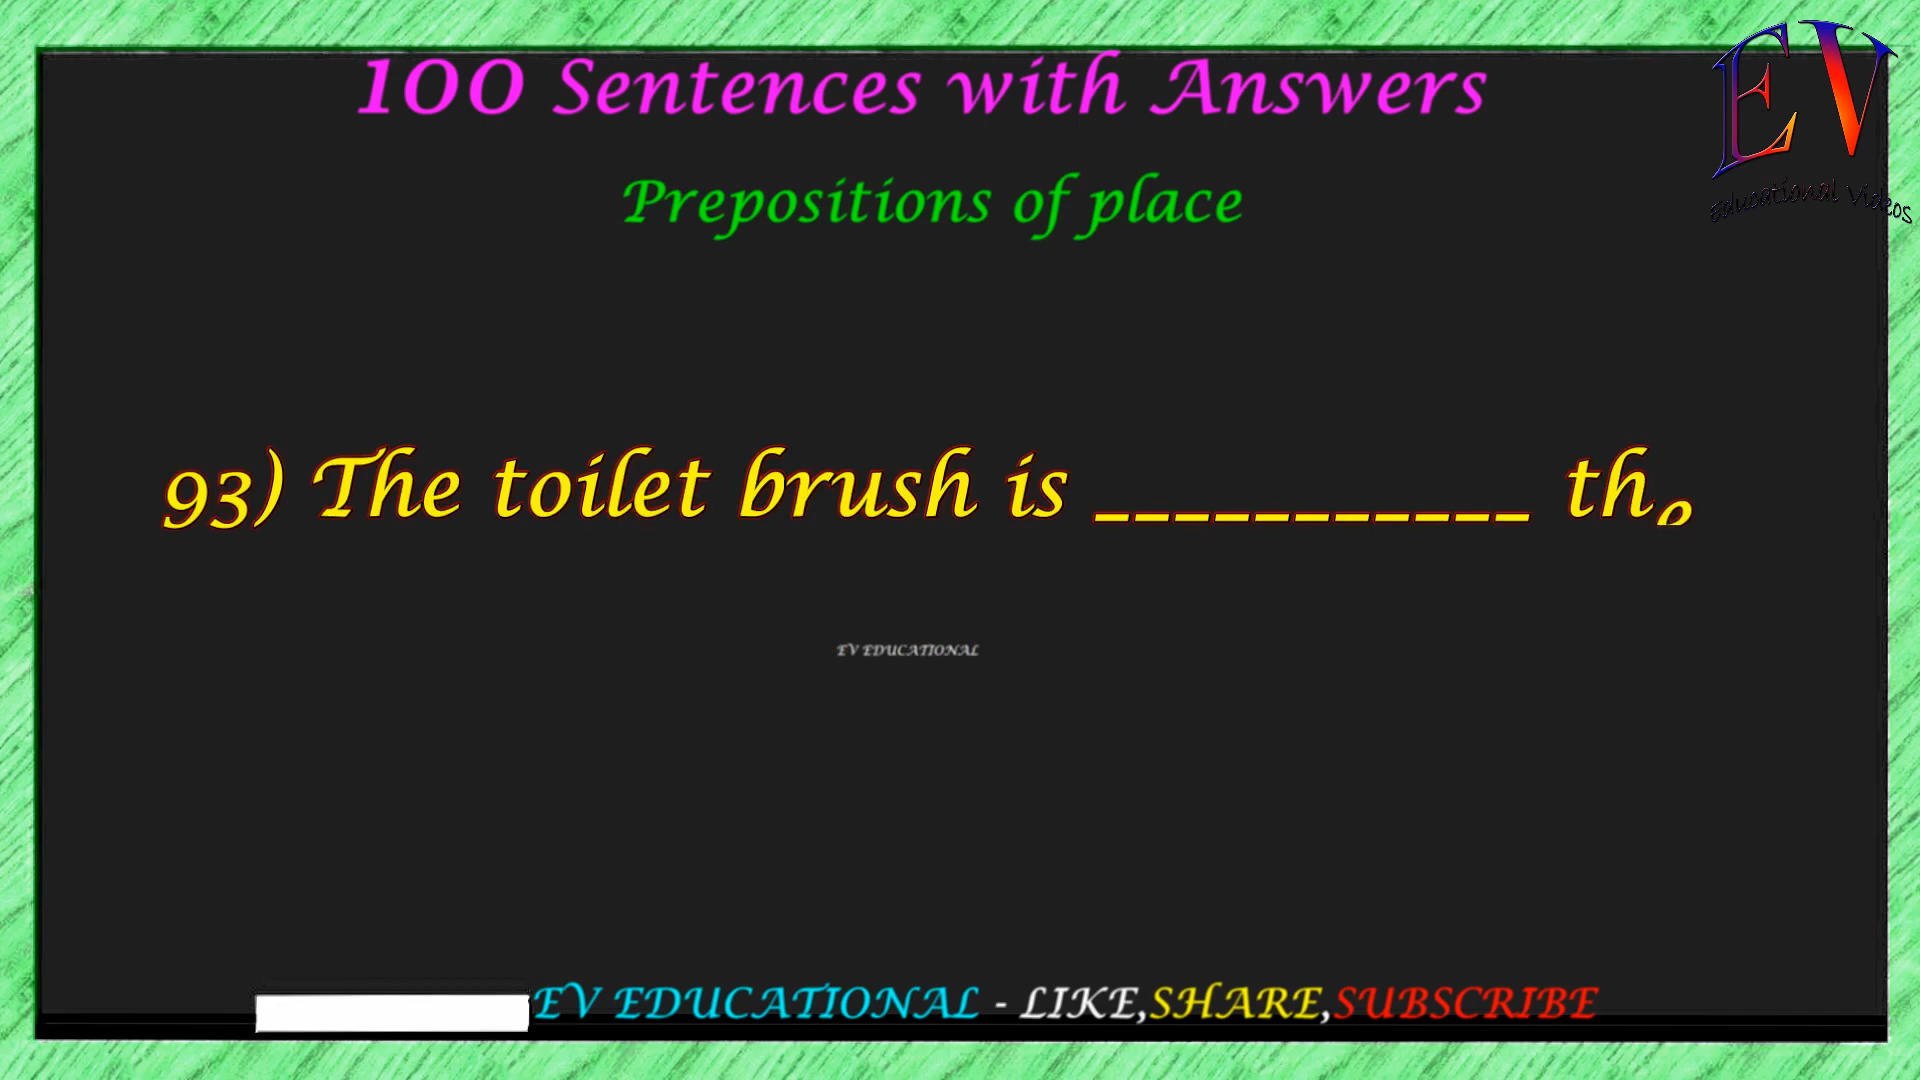 EV
Educational Videos
100 Sentences with Answers
Prepositions of place
93) The toilet brush is ___________ the
EV EDUCATIONAL
EV EDUCATIONAL - LIKE,SHARE,SUBSCRIBE